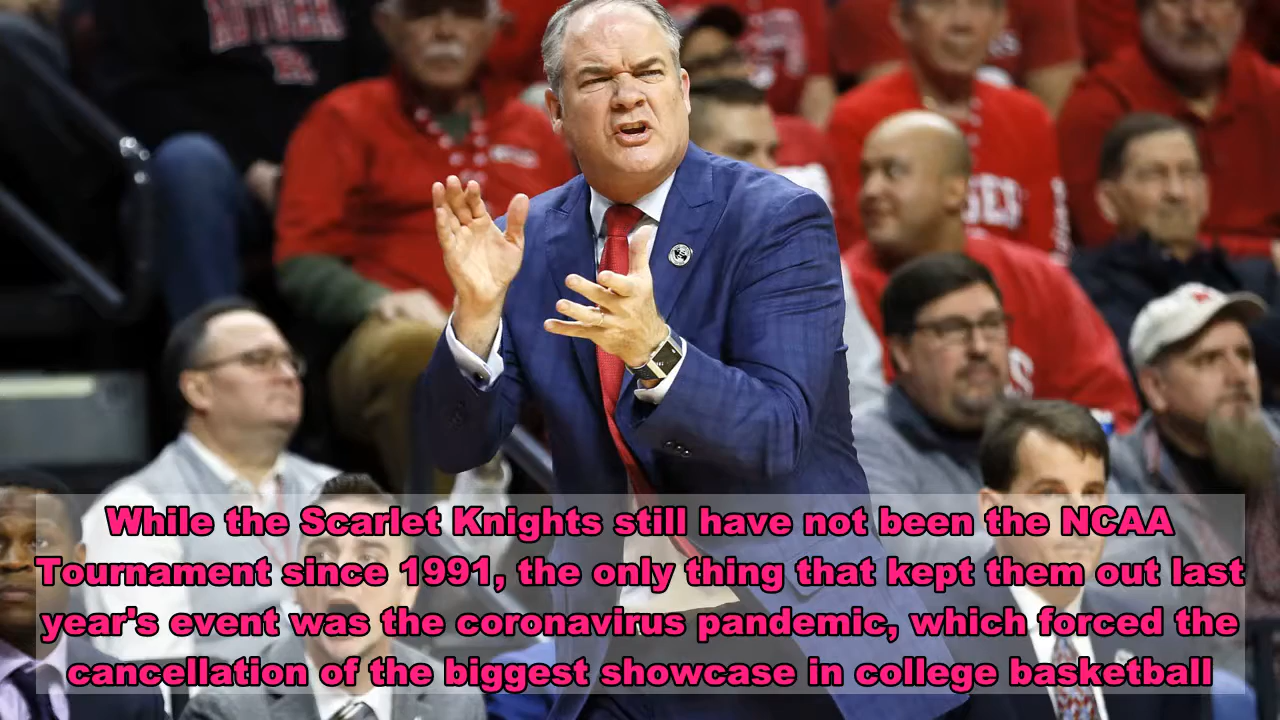 RUTGERS
R
While the Scarlet Knights still have not been the NCAA
Tournament since 1991, the only thing that kept them out last
year's event was the coronavirus pandemic, which forced the
cancellation of the biggest showcase in college basketball